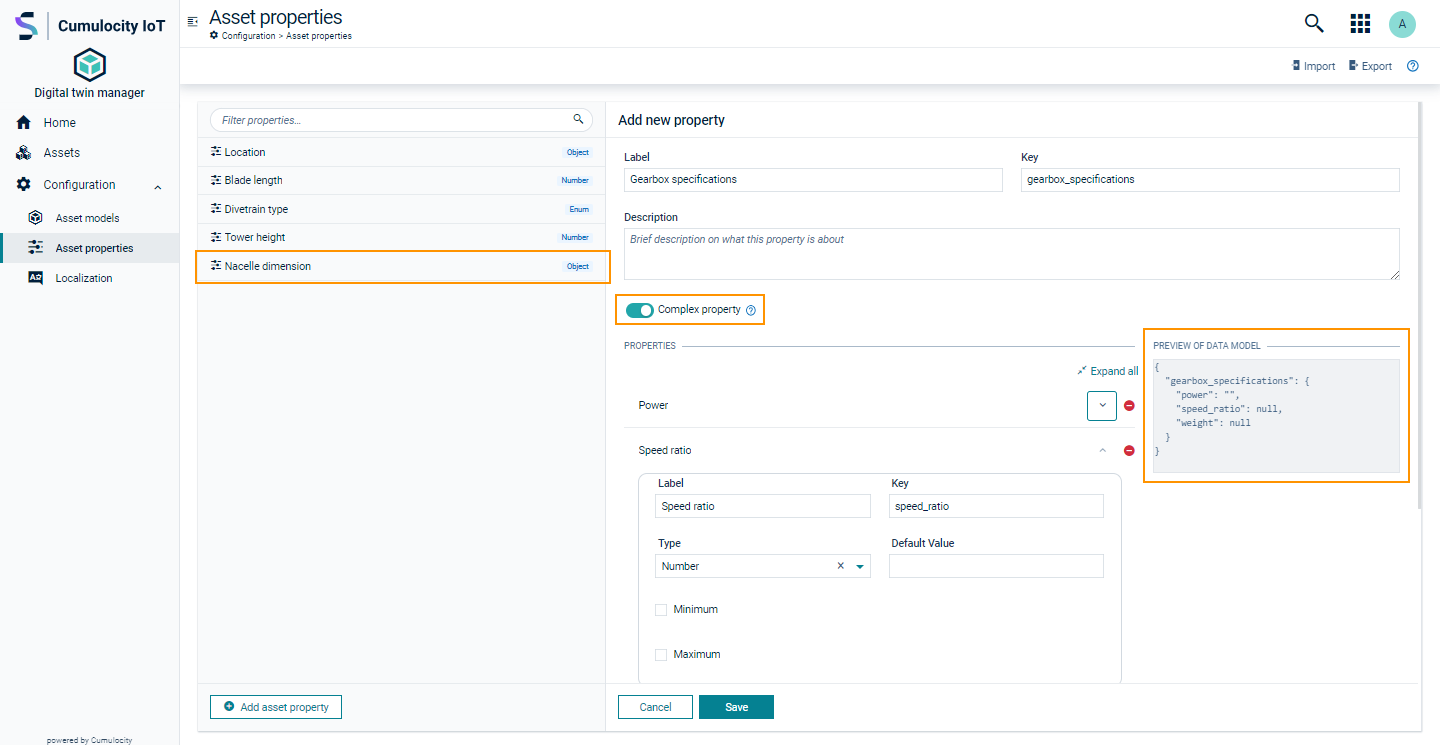 Cumulocity IoT
Digital twin manager
Home
Assets
Configuration
Asset models
Asset properties
Localization
powered by Cumulocity
Asset properties
Configuration > Asset properties
A
Import
Export
Filter properties...
Location Object
Blade length Number
Divetrain type Enum
Tower height Number
Nacelle dimension Object
Add asset property
Add new property
Label Key
Gearbox specifications gearbox_specifications
Description
Brief description on what this property is about
Complex property
PROPERTIES
Expand all
Power
Speed ratio
Label Key
Speed ratio speed_ratio
Type Default Value
Number
Minimum
Maximum
Cancel Save
PREVIEW OF DATA MODEL
{
"gearbox_specifications": {
"power": "",
"speed_ratio": null,
"weight": null
}
}